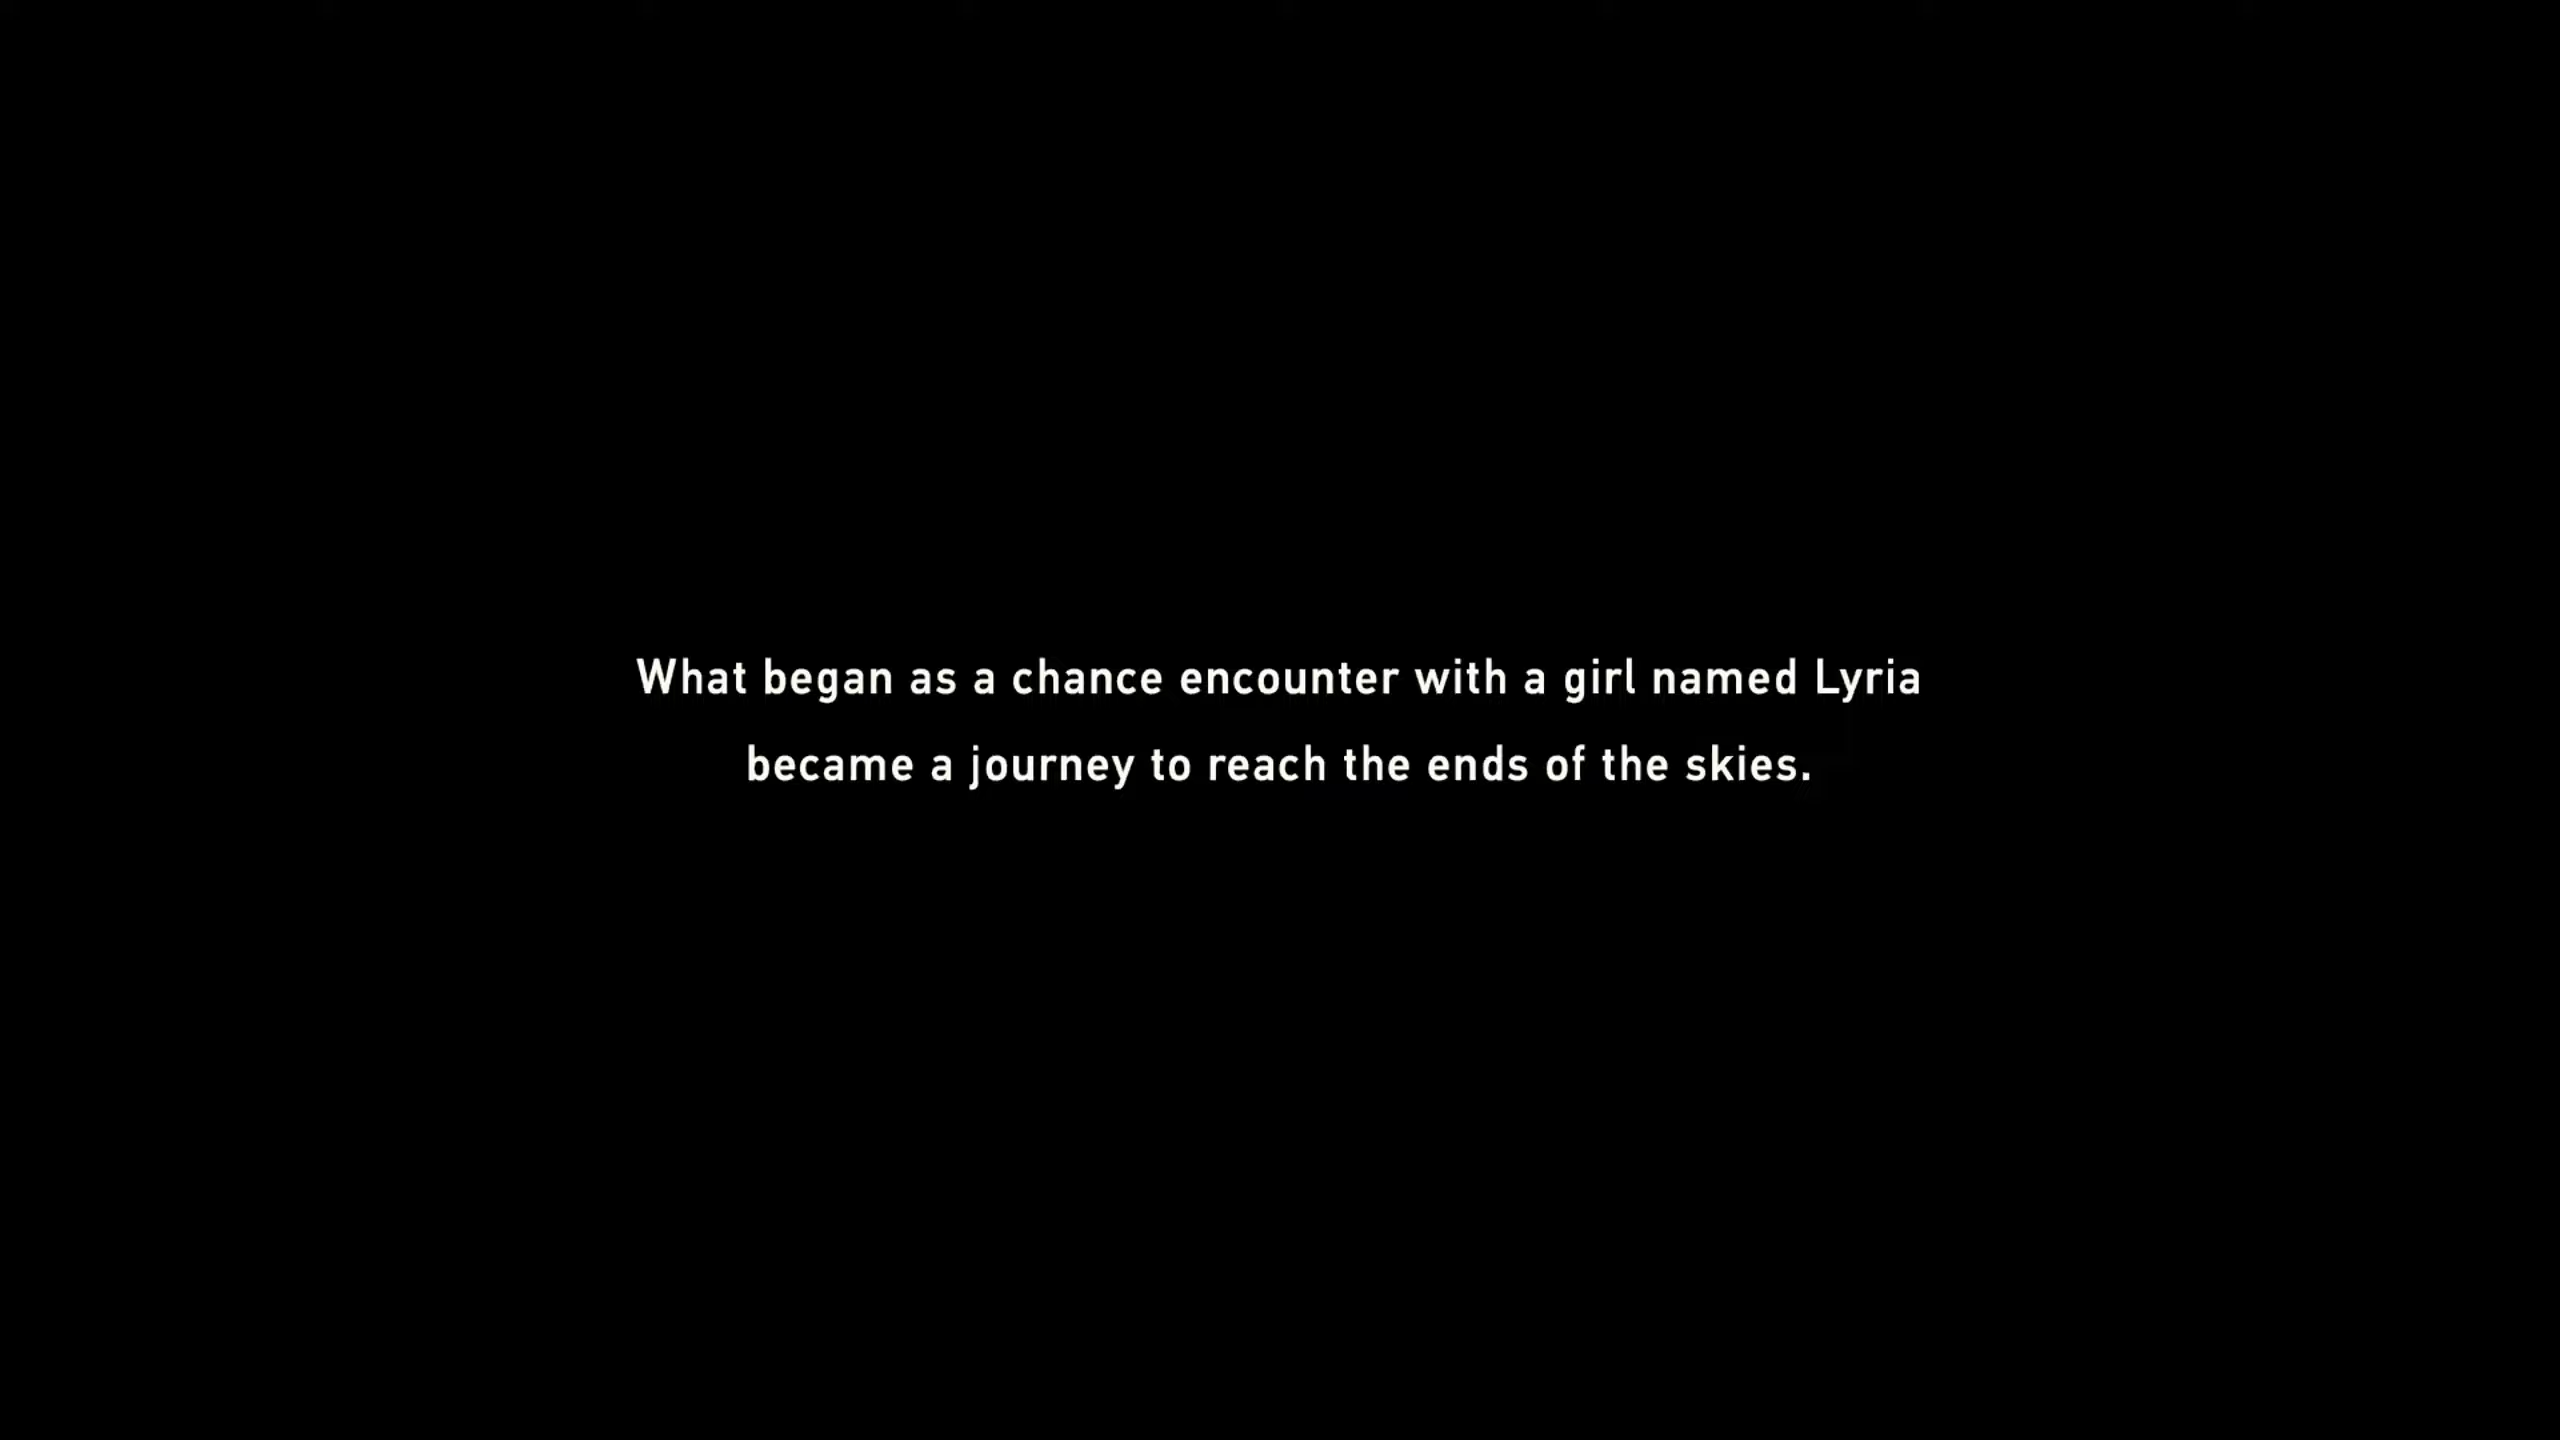 What began as a chance encounter with a girl named Lyria
became a journey to reach the ends of the skies.